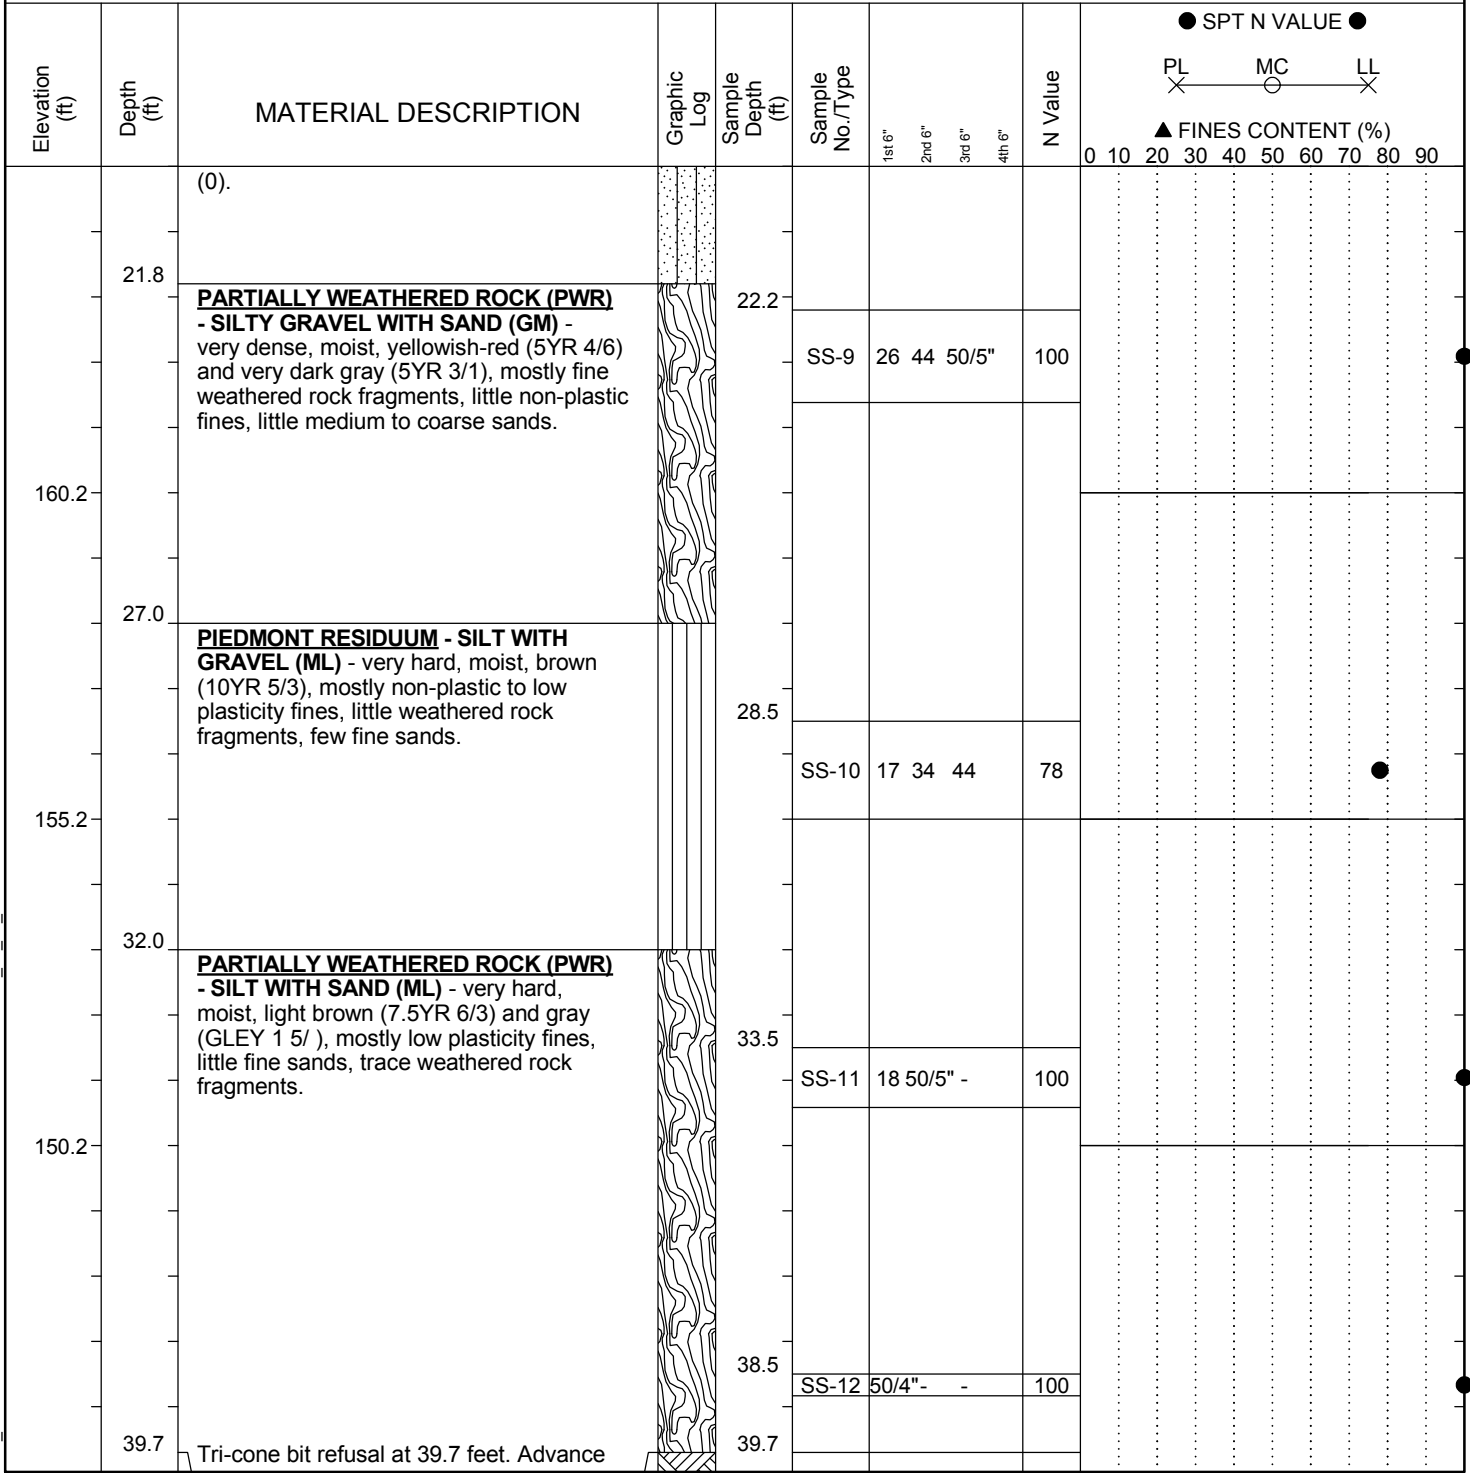 Elevation (ft)
Depth (ft)
MATERIAL DESCRIPTION
Graphic Log
Sample Depth (ft)
Sample No./Type
1st 6"
2nd 6"
3rd 6"
4th 6"
N Value
● SPT N VALUE ●
PL MC LL
▲ FINES CONTENT (%)
0 10 20 30 40 50 60 70 80 90
(0).
21.8
PARTIALLY WEATHERED ROCK (PWR)
- SILTY GRAVEL WITH SAND (GM) -
very dense, moist, yellowish-red (5YR 4/6)
and very dark gray (5YR 3/1), mostly fine
weathered rock fragments, little non-plastic
fines, little medium to coarse sands.
22.2
SS-9 26 44 50/5" 100
160.2
27.0
PIEDMONT RESIDUUM - SILT WITH
GRAVEL (ML) - very hard, moist, brown
(10YR 5/3), mostly non-plastic to low
plasticity fines, little weathered rock
fragments, few fine sands.
28.5
SS-10 17 34 44 78
155.2
32.0
PARTIALLY WEATHERED ROCK (PWR)
- SILT WITH SAND (ML) - very hard,
moist, light brown (7.5YR 6/3) and gray
(GLEY 1 5/ ), mostly low plasticity fines,
little fine sands, trace weathered rock
fragments.
33.5
SS-11 18 50/5" - 100
150.2
38.5
SS-12 50/4" - - 100
39.7
Tri-cone bit refusal at 39.7 feet. Advance
39.7